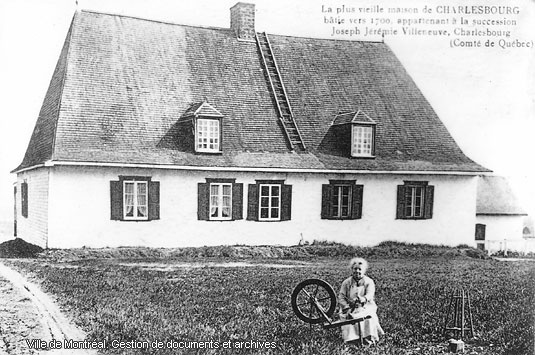 La plus vieille maison de CHARLESBOURG
bâtie vers 1700, appartenant à la succession
Joseph Jérémie Villeneuve, Charlesbourg
(Comté de Québec)
Ville de Montréal. Gestion de documents et archives